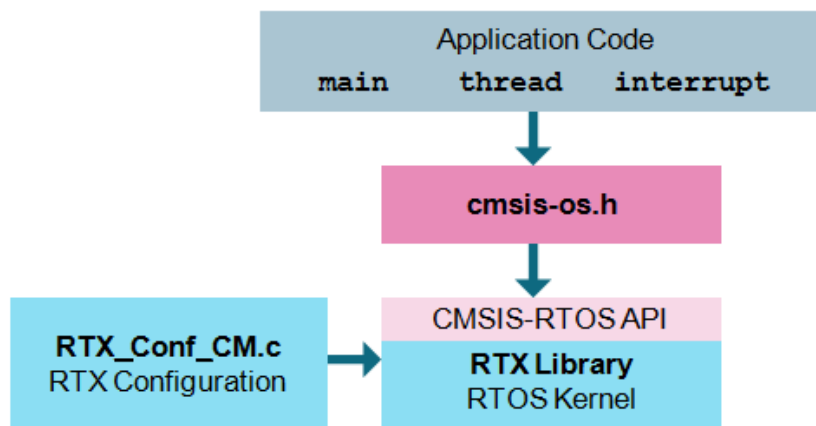 Application Code
main thread interrupt
cmsis-os.h
CMSIS-RTOS API
RTX_Conf_CM.c
RTX Configuration
RTX Library
RTOS Kernel